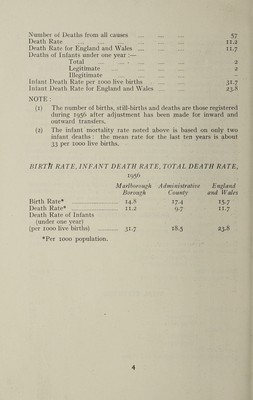 Number of Deaths from all causes ... ... ... 57
Death Rate ... ... ... ... ... ... 11.2
Death Rate for England and Wales ... ... ... 11.7
Deaths of Infants under one year :—
Total ... ... ... ... ... 2
Legitimate ... ... ... ... 2
Illegitimate ... ... ... ... –
Infant Death Rate per 1000 live births ... ... 31.7
Infant Death Rate for England and Wales ... ... 23.8
NOTE :
(1) The number of births, still-births and deaths are those registered
during 1956 after adjustment has been made for inward and
outward transfers.
(2) The infant mortality rate noted above is based on only two
infant deaths : the mean rate for the last ten years is about
33 per 1000 live births.
BIRTH RATE, INFANT DEATH RATE, TOTAL DEATH RATE,
1956
Marlborough Administrative England
Borough County and Wales
Birth Rate* 14.8 17.4 15.7
Death Rate* 11.2 9.7 11.7
Death Rate of Infants
(under one year)
(per 1000 live births) 31.7 18.5 23.8
*Per 1000 population.
4